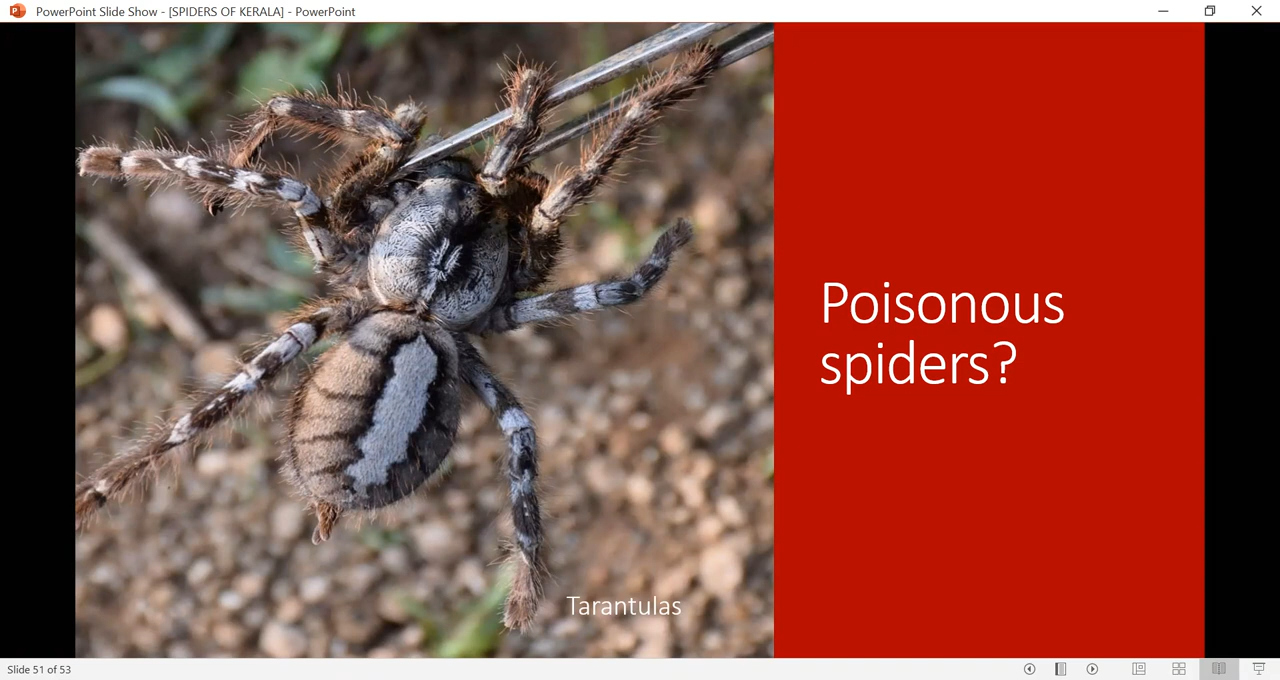 PowerPoint Slide Show - [SPIDERS OF KERALA] - PowerPoint
Poisonous
spiders?
Tarantulas
Slide 51 of 53